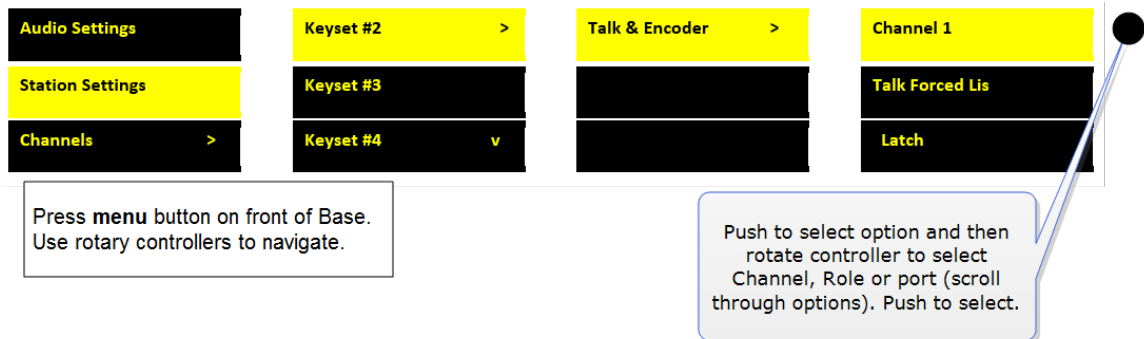 Audio Settings
Station Settings
Channels >
Keyset #2 >
Keyset #3
Keyset #4 v
Talk & Encoder >
Channel 1
Talk Forced Lis
Latch
Press menu button on front of Base.
Use rotary controllers to navigate.
Push to select option and then
rotate controller to select
Channel, Role or port (scroll
through options). Push to select.